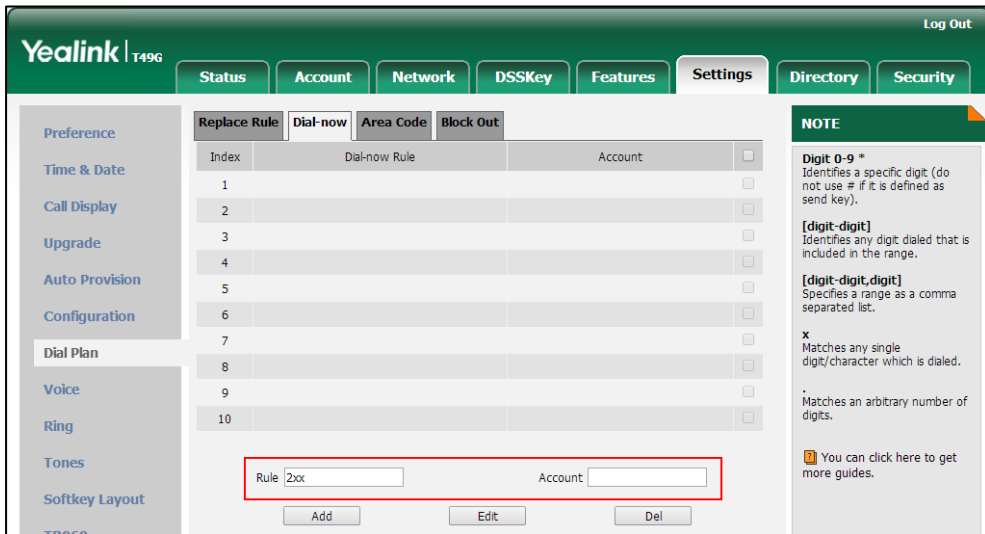 Log Out
Yealink T49G
Status Account Network DSSKey Features Settings Directory Security
Preference
Time & Date
Call Display
Upgrade
Auto Provision
Configuration
Dial Plan
Voice
Ring
Tones
Softkey Layout
Replace Rule Dial-now Area Code Block Out
Index Dial-now Rule Account
1
2
3
4
5
6
7
8
9
10
Rule 2xx Account
Add Edit Del
NOTE
Digit 0-9 *
Identifies a specific digit (do
not use # if it is defined as
send key).
[digit-digit]
Identifies any digit dialed that is
included in the range.
[digit-digit,digit]
Specifies a range as a comma
separated list.
x
Matches any single
digit/character which is dialed.
.
Matches an arbitrary number of
digits.
? You can click here to get
more guides.